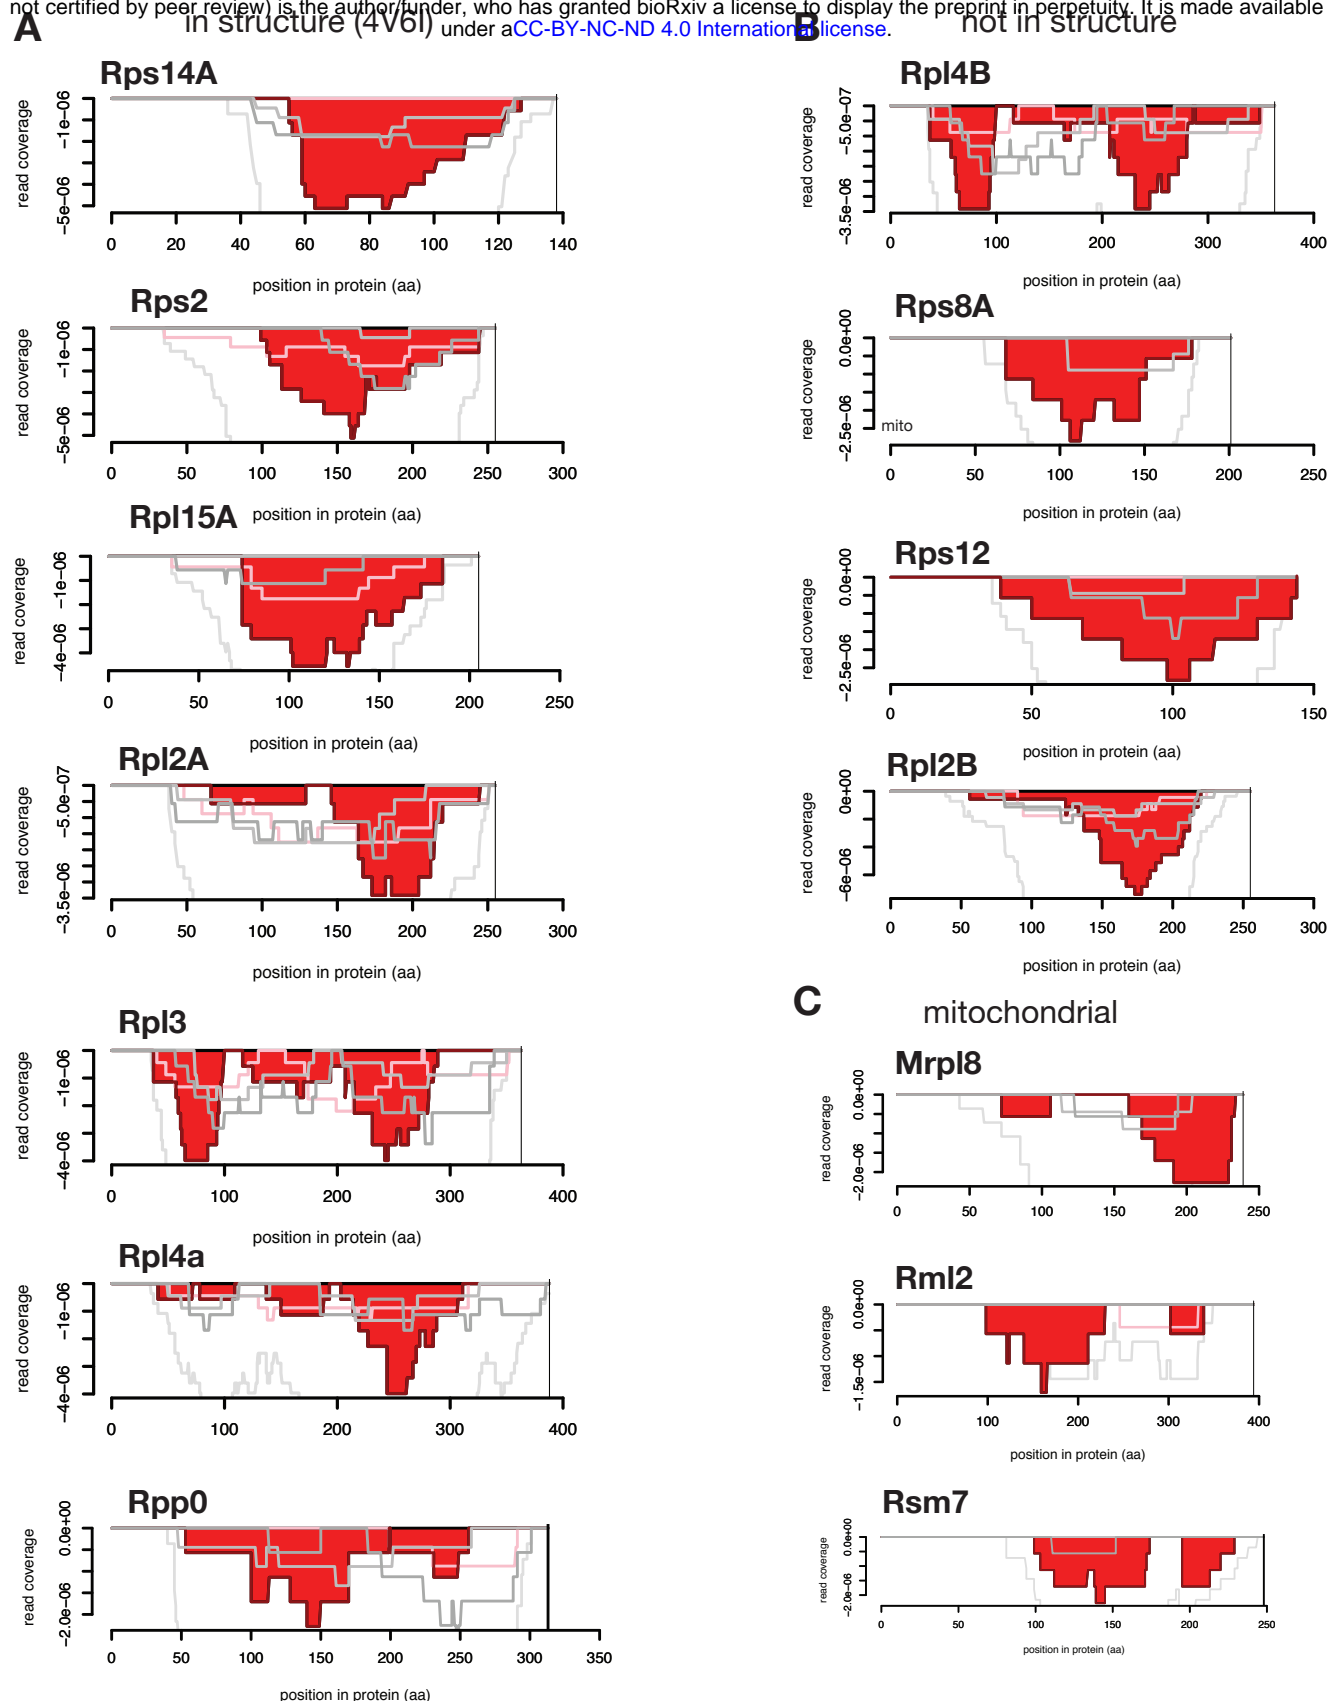 not certified by peer review) is the author/funder, who has granted bioRxiv a license to display the preprint in perpetuity. It is made available
under aCC-BY-NC-ND 4.0 International license.
A
in structure (4V6I)
Rps14A
read coverage
−1e−06
−5e−06
0 20 40 60 80 100 120 140
position in protein (aa)
Rps2
read coverage
−1e−06
−5e−06
0 50 100 150 200 250 300
position in protein (aa)
Rpl15A
read coverage
−1e−06
−4e−06
0 50 100 150 200 250
position in protein (aa)
Rpl2A
read coverage
−5.0e−07
−3.5e−06
0 50 100 150 200 250 300
position in protein (aa)
Rpl3
read coverage
−1e−06
−4e−06
0 100 200 300 400
position in protein (aa)
Rpl4a
read coverage
−1e−06
−4e−06
0 100 200 300 400
Rpp0
read coverage
0.0e+00
−2.0e−06
0 50 100 150 200 250 300 350
position in protein (aa)
B
not in structure
Rpl4B
read coverage
−5.0e−07
−3.5e−06
0 100 200 300 400
position in protein (aa)
Rps8A
read coverage
0.0e+00
−2.5e−06
mito
0 50 100 150 200 250
position in protein (aa)
Rps12
read coverage
0.0e+00
−2.5e−06
0 50 100 150
position in protein (aa)
Rpl2B
read coverage
0e+00
−6e−06
0 50 100 150 200 250 300
position in protein (aa)
C
mitochondrial
Mrpl8
read coverage
0.0e+00
−2.0e−06
0 50 100 150 200 250
Rml2
read coverage
0.0e+00
−1.5e−06
0 100 200 300 400
position in protein (aa)
Rsm7
read coverage
0.0e+00
−2.0e−06
0 50 100 150 200 250
position in protein (aa)